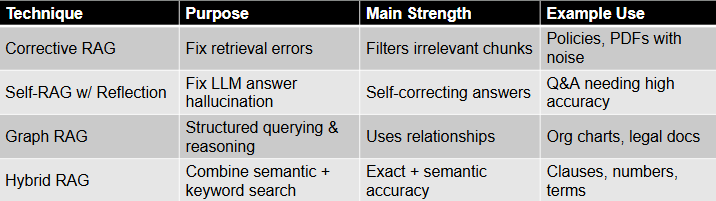 Technique Purpose Main Strength Example Use
Corrective RAG Fix retrieval errors Filters irrelevant chunks Policies, PDFs with
noise
Self-RAG w/ Reflection Fix LLM answer
hallucination Self-correcting answers Q&A needing high
accuracy
Graph RAG Structured querying &
reasoning Uses relationships Org charts, legal docs
Hybrid RAG Combine semantic +
keyword search Exact + semantic
accuracy Clauses, numbers,
terms